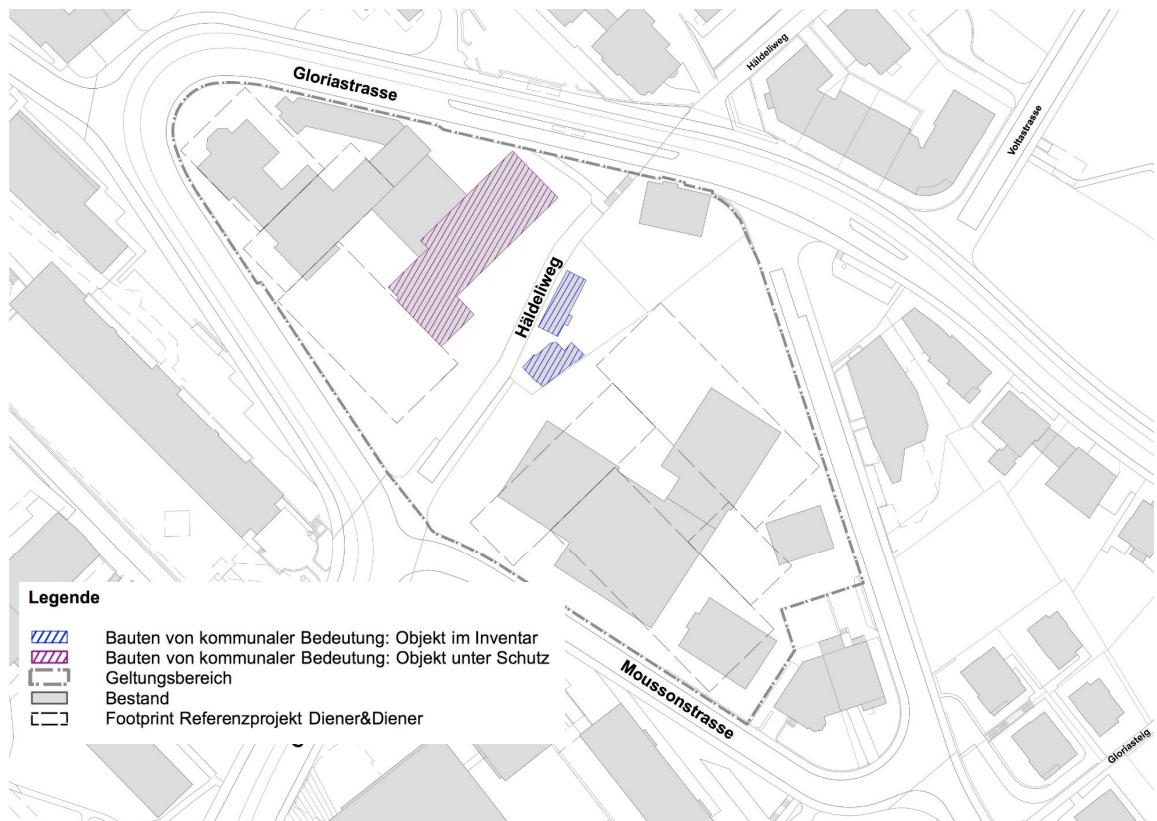 Gloriastrasse
Häldeliweg
Voltastrasse
Häldeliweg
Legende
Bauten von kommunaler Bedeutung: Objekt im Inventar
Bauten von kommunaler Bedeutung: Objekt unter Schutz
Geltungsbereich
Bestand
Footprint Referenzprojekt Diener&Diener
Moussonstrasse
Gloriasteig